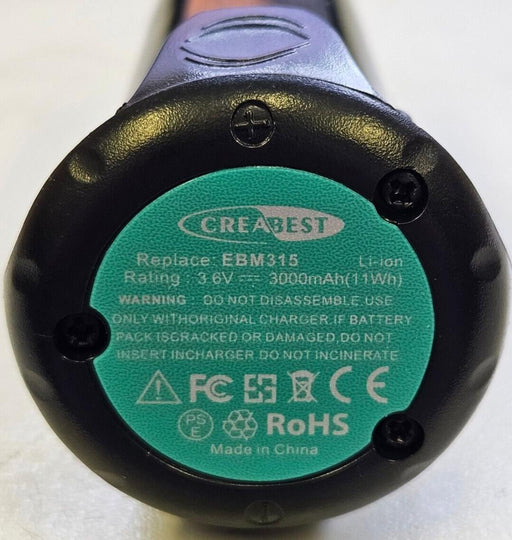 CREABEST
Replace: EBM315 Li-ion
Rating : 3.6V⎓ 3000mAh(11Wh)
WARNING : DO NOT DISASSEMBLE,USE
ONLY WITHORIGINAL CHARGER.IF BATTERY
PACK ISCRACKED OR DAMAGED,DO NOT
INSERT INCHARGER.DO NOT INCINERATE
FC CE
PS E RoHS
Made in China